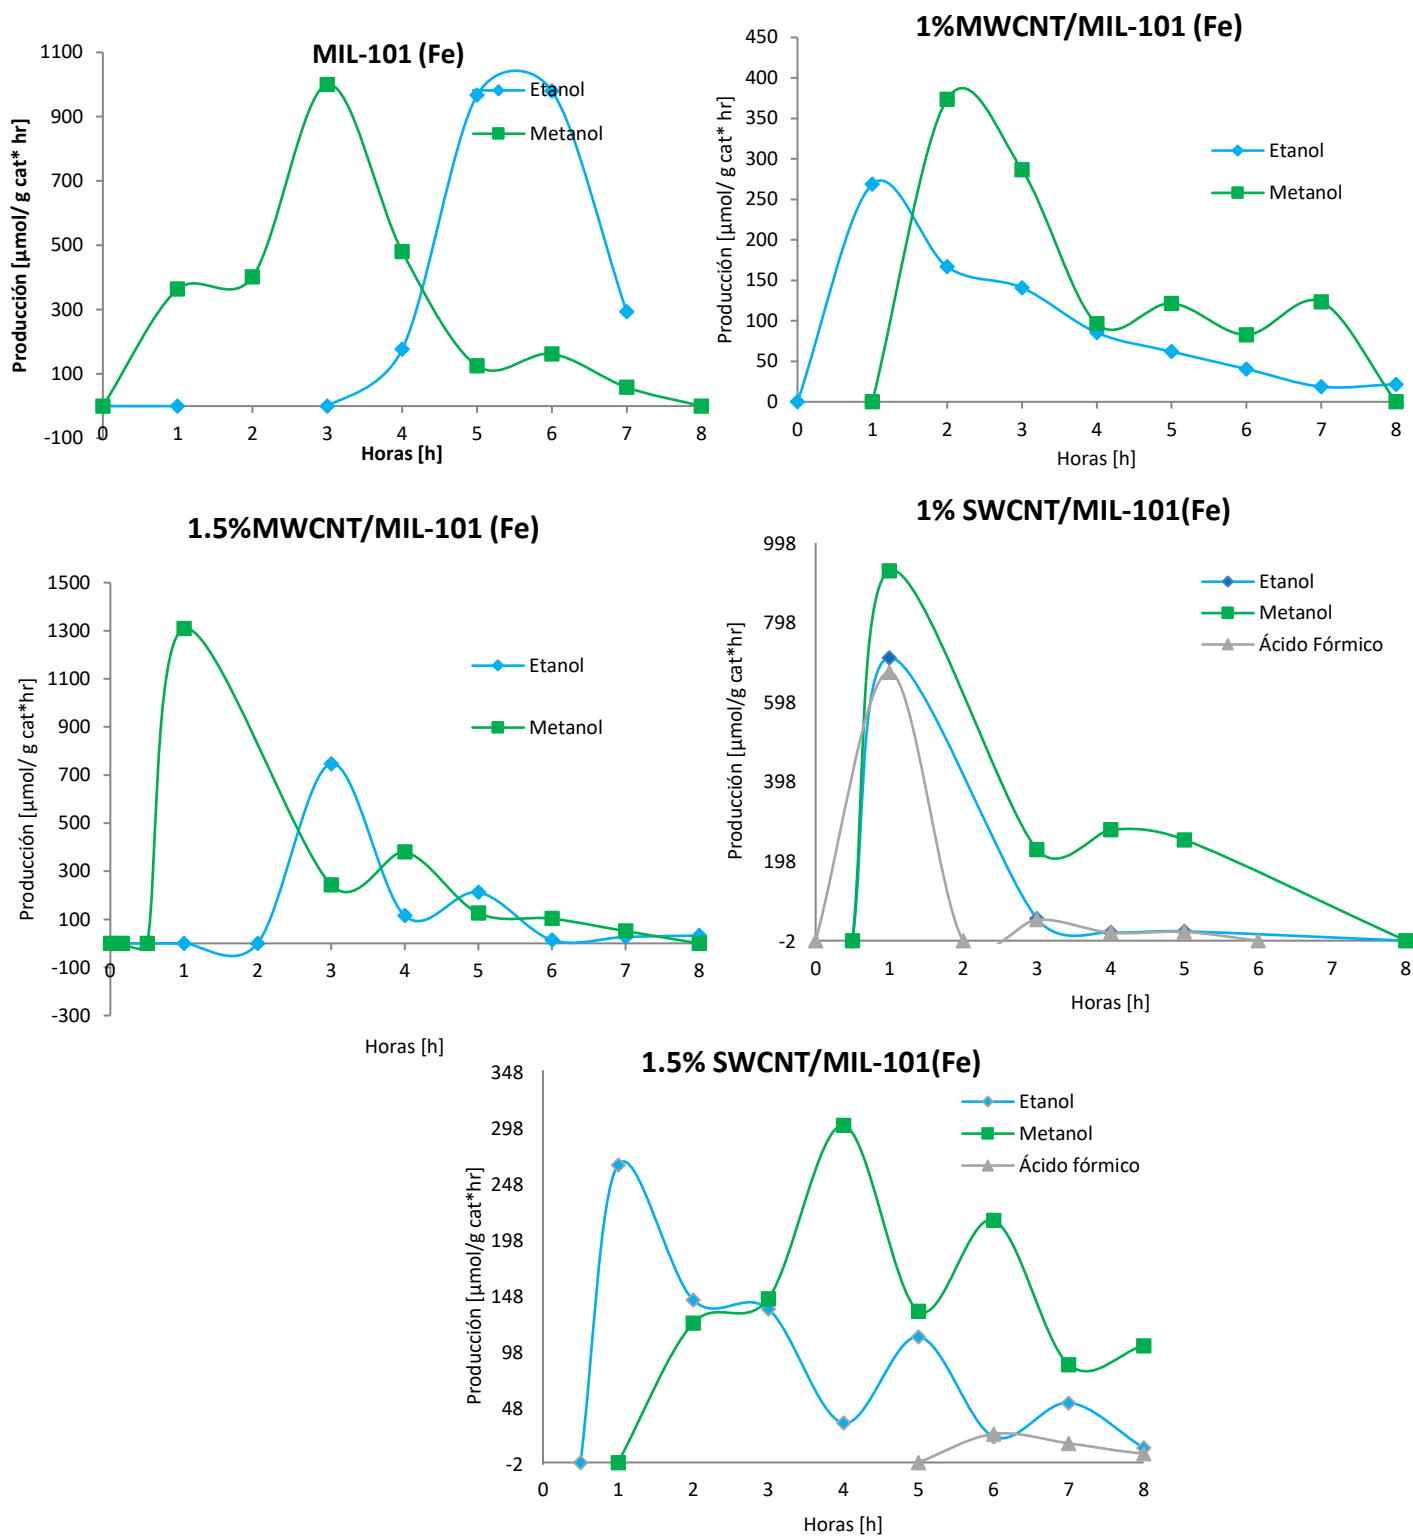 MIL-101 (Fe)
1100
900
700
500
300
100
-100
Producción [µmol/ g cat* hr]
Etanol
Metanol
0 1 2 3 4 5 6 7 8
Horas [h]
1%MWCNT/MIL-101 (Fe)
450
400
350
300
250
200
150
100
50
0
Producción [µmol/ g cat* hr]
Etanol
Metanol
0 1 2 3 4 5 6 7 8
Horas [h]
1.5%MWCNT/MIL-101 (Fe)
1500
1300
1100
900
700
500
300
100
-100
-300
Producción [µmol/ g cat*hr]
Etanol
Metanol
0 1 2 3 4 5 6 7 8
Horas [h]
1% SWCNT/MIL-101(Fe)
998
798
598
398
198
-2
Producción [µmol/g cat*hr]
Etanol
Metanol
Ácido Fórmico
0 1 2 3 4 5 6 7 8
Horas [h]
1.5% SWCNT/MIL-101(Fe)
348
298
248
198
148
98
48
-2
Producción [µmol/g cat*hr]
Etanol
Metanol
Ácido fórmico
0 1 2 3 4 5 6 7 8
Horas [h]